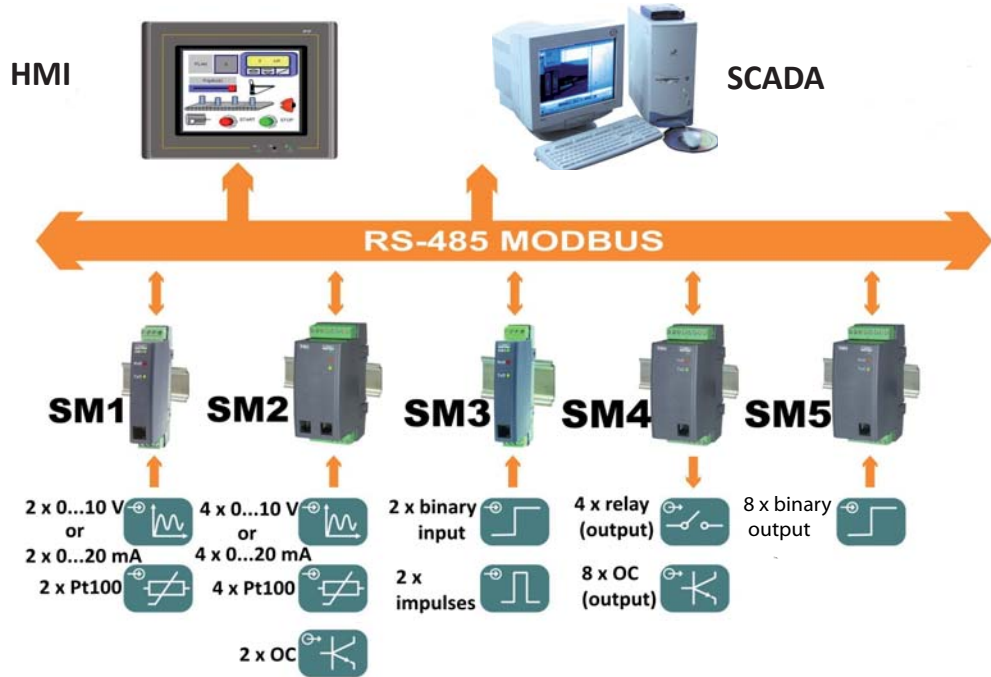 HMI
SCADA
PLAN
START
STOP
RS-485 MODBUS
SM1
SM2
SM3
SM4
SM5
2 x 0...10 V
or
2 x 0...20 mA
2 x Pt100
4 x 0...10 V
or
4 x 0...20 mA
4 x Pt100
2 x OC
2 x binary
input
2 x
impulses
4 x relay
(output)
8 x OC
(output)
8 x binary
output